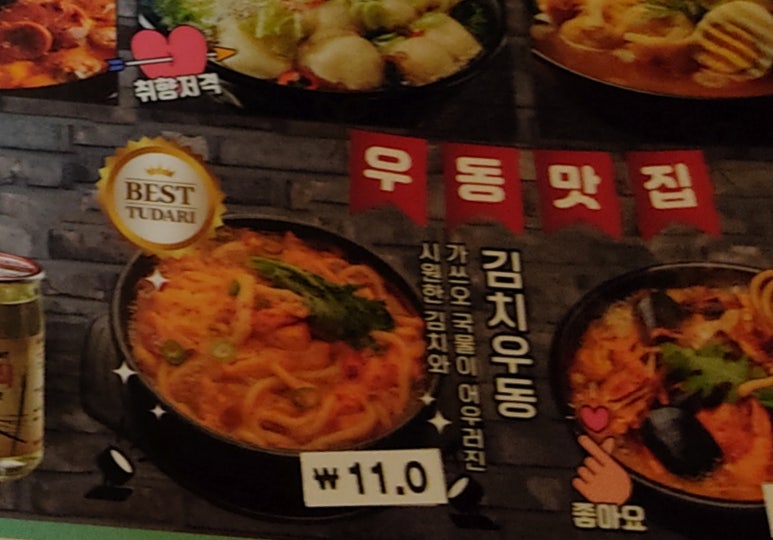 취향저격
BEST
TUDARI
우동맛집
김치우동
시원한 김치와
가쓰오 국물이 어우러진
₩11.0
좋아요